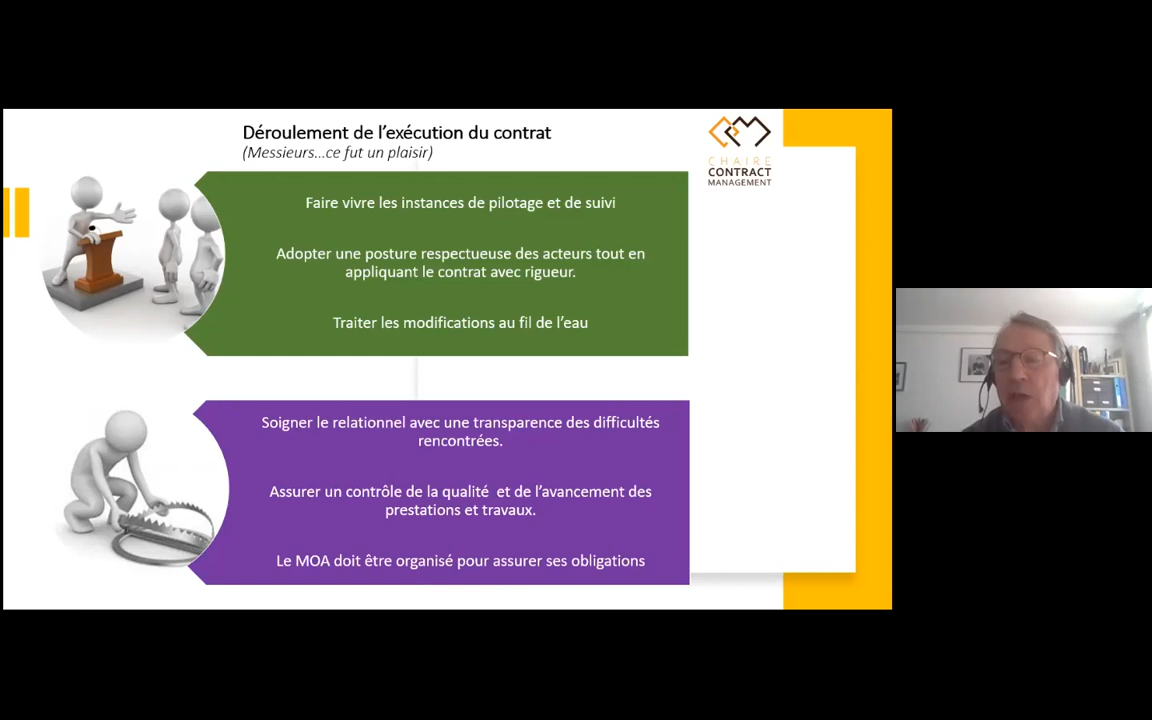 Déroulement de l’exécution du contrat
(Messieurs...ce fut un plaisir)
CHAIRE
CONTRACT
MANAGEMENT
Faire vivre les instances de pilotage et de suivi
Adopter une posture respectueuse des acteurs tout en
appliquant le contrat avec rigueur.
Traiter les modifications au fil de l’eau
Soigner le relationnel avec une transparence des difficultés
rencontrées.
Assurer un contrôle de la qualité et de l’avancement des
prestations et travaux.
Le MOA doit être organisé pour assurer ses obligations